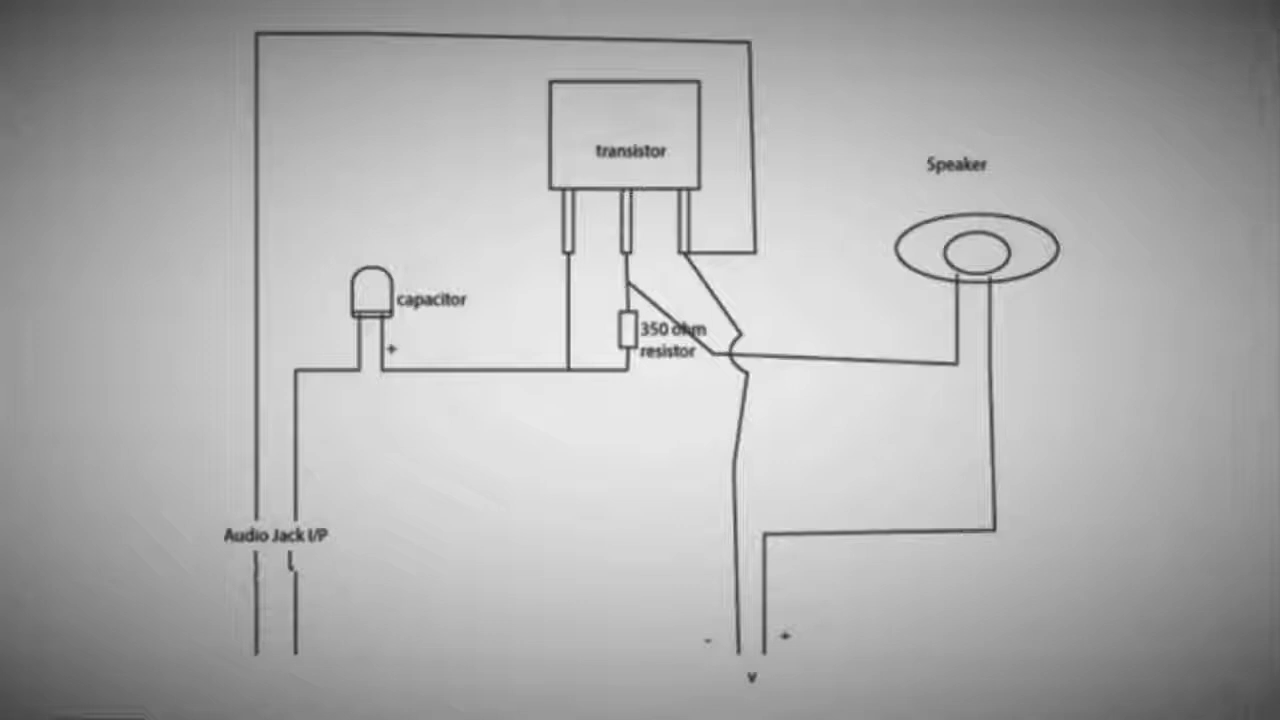 transistor
Speaker
capacitor
+
350 ohm
resistor
Audio Jack I/P
L
- +
v